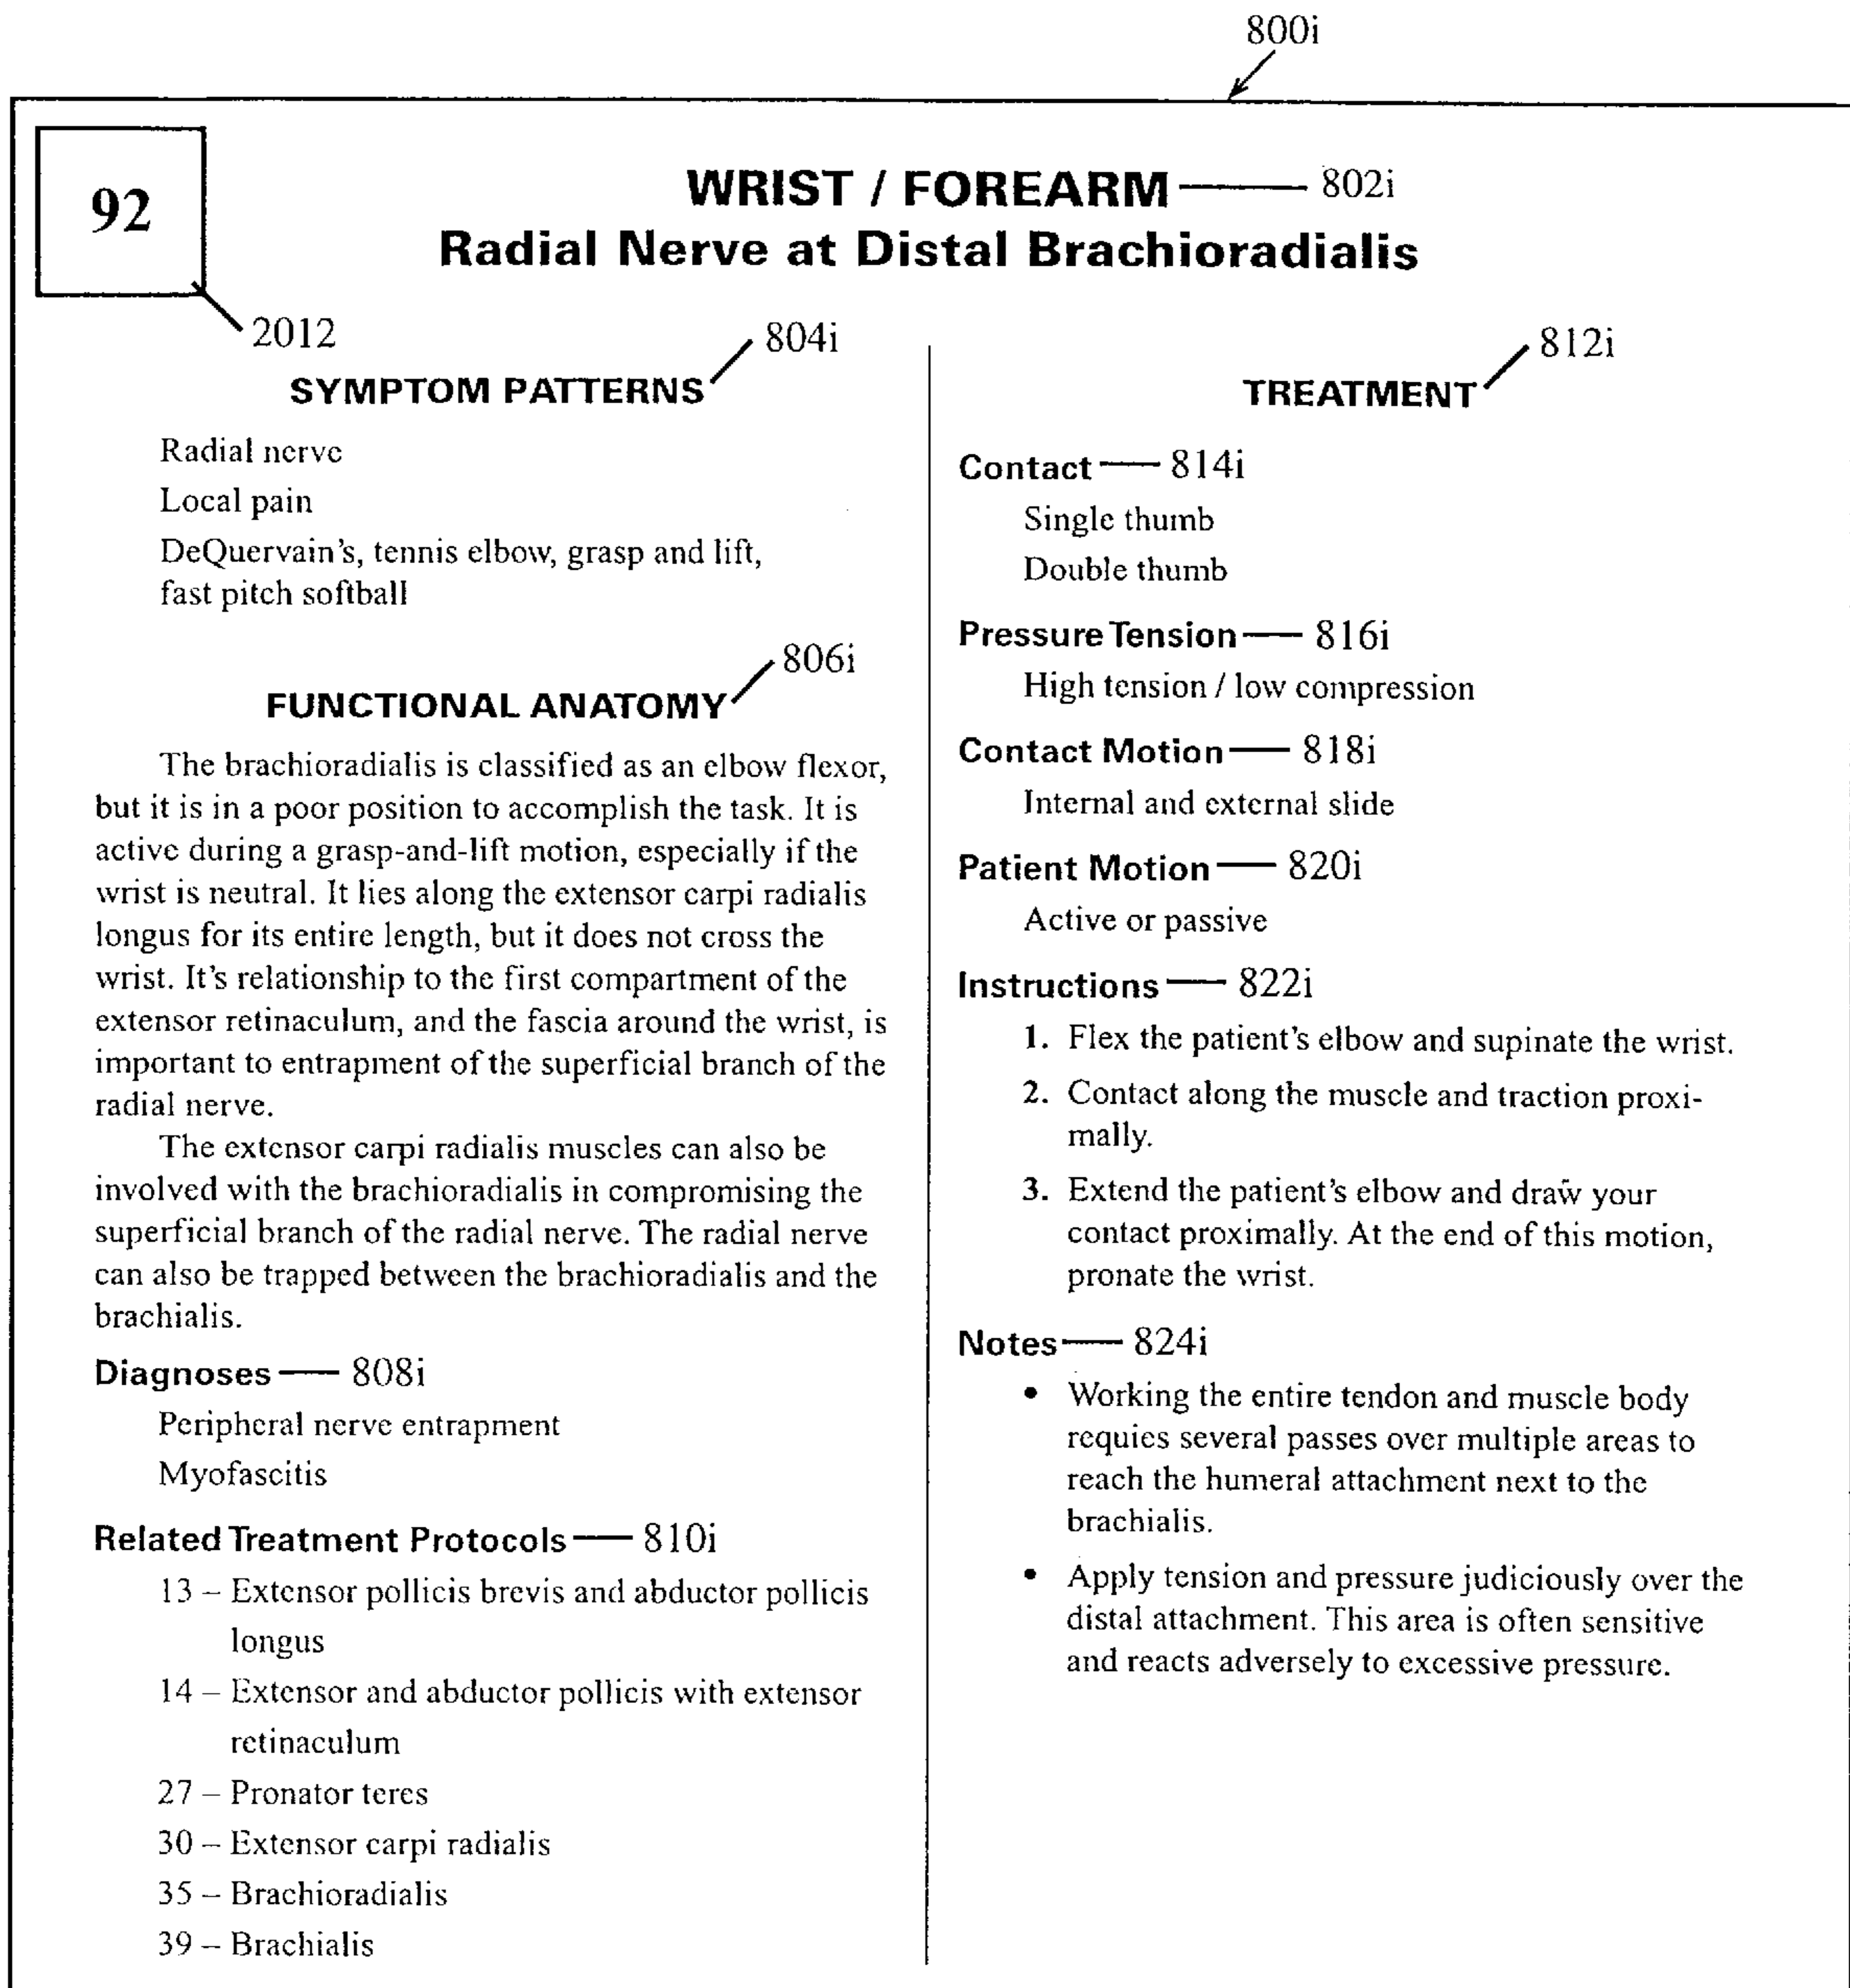 800i
92
WRIST / FOREARM — 802i
Radial Nerve at Distal Brachioradialis
2012
804i
SYMPTOM PATTERNS
Radial nerve
Local pain
DeQuervain's, tennis elbow, grasp and lift,
fast pitch softball
806i
FUNCTIONAL ANATOMY
The brachioradialis is classified as an elbow flexor,
but it is in a poor position to accomplish the task. It is
active during a grasp-and-lift motion, especially if the
wrist is neutral. It lies along the extensor carpi radialis
longus for its entire length, but it does not cross the
wrist. It's relationship to the first compartment of the
extensor retinaculum, and the fascia around the wrist, is
important to entrapment of the superficial branch of the
radial nerve.
The extensor carpi radialis muscles can also be
involved with the brachioradialis in compromising the
superficial branch of the radial nerve. The radial nerve
can also be trapped between the brachioradialis and the
brachialis.
Diagnoses — 808i
Peripheral nerve entrapment
Myofascitis
Related Treatment Protocols — 810i
13 – Extensor pollicis brevis and abductor pollicis
longus
14 – Extensor and abductor pollicis with extensor
retinaculum
27 – Pronator teres
30 – Extensor carpi radialis
35 – Brachioradialis
39 – Brachialis
812i
TREATMENT
Contact — 814i
Single thumb
Double thumb
Pressure Tension — 816i
High tension / low compression
Contact Motion — 818i
Internal and external slide
Patient Motion — 820i
Active or passive
Instructions — 822i
1. Flex the patient's elbow and supinate the wrist.
2. Contact along the muscle and traction proxi-
mally.
3. Extend the patient's elbow and draw your
contact proximally. At the end of this motion,
pronate the wrist.
Notes — 824i
• Working the entire tendon and muscle body
requies several passes over multiple areas to
reach the humeral attachment next to the
brachialis.
• Apply tension and pressure judiciously over the
distal attachment. This area is often sensitive
and reacts adversely to excessive pressure.